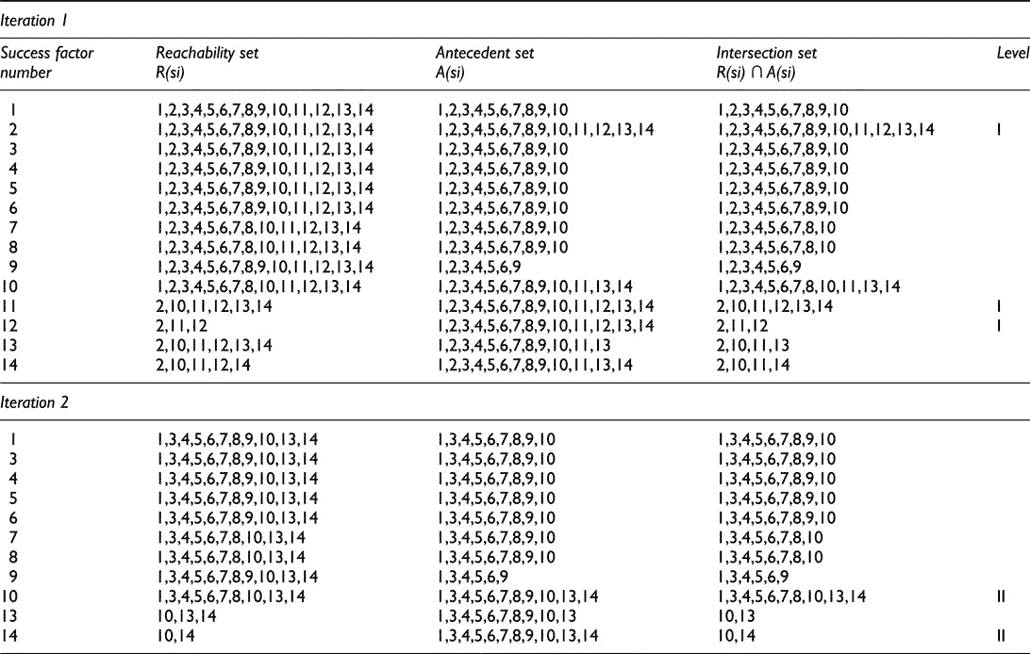 Iteration 1
Success factor number Reachability set R(si) Antecedent set A(si) Intersection set R(si) ∩ A(si) Level
1 1,2,3,4,5,6,7,8,9,10,11,12,13,14 1,2,3,4,5,6,7,8,9,10 1,2,3,4,5,6,7,8,9,10
2 1,2,3,4,5,6,7,8,9,10,11,12,13,14 1,2,3,4,5,6,7,8,9,10,11,12,13,14 1,2,3,4,5,6,7,8,9,10,11,12,13,14 I
3 1,2,3,4,5,6,7,8,9,10,11,12,13,14 1,2,3,4,5,6,7,8,9,10 1,2,3,4,5,6,7,8,9,10
4 1,2,3,4,5,6,7,8,9,10,11,12,13,14 1,2,3,4,5,6,7,8,9,10 1,2,3,4,5,6,7,8,9,10
5 1,2,3,4,5,6,7,8,9,10,11,12,13,14 1,2,3,4,5,6,7,8,9,10 1,2,3,4,5,6,7,8,9,10
6 1,2,3,4,5,6,7,8,9,10,11,12,13,14 1,2,3,4,5,6,7,8,9,10 1,2,3,4,5,6,7,8,9,10
7 1,2,3,4,5,6,7,8,10,11,12,13,14 1,2,3,4,5,6,7,8,9,10 1,2,3,4,5,6,7,8,10
8 1,2,3,4,5,6,7,8,10,11,12,13,14 1,2,3,4,5,6,7,8,9,10 1,2,3,4,5,6,7,8,10
9 1,2,3,4,5,6,7,8,9,10,11,12,13,14 1,2,3,4,5,6,9 1,2,3,4,5,6,9
10 1,2,3,4,5,6,7,8,10,11,12,13,14 1,2,3,4,5,6,7,8,9,10,11,13,14 1,2,3,4,5,6,7,8,10,11,13,14
11 2,10,11,12,13,14 1,2,3,4,5,6,7,8,9,10,11,12,13,14 2,10,11,12,13,14 I
12 2,11,12 1,2,3,4,5,6,7,8,9,10,11,12,13,14 2,11,12 I
13 2,10,11,12,13,14 1,2,3,4,5,6,7,8,9,10,11,13 2,10,11,13
14 2,10,11,12,14 1,2,3,4,5,6,7,8,9,10,11,13,14 2,10,11,14
Iteration 2
1 1,3,4,5,6,7,8,9,10,13,14 1,3,4,5,6,7,8,9,10 1,3,4,5,6,7,8,9,10
3 1,3,4,5,6,7,8,9,10,13,14 1,3,4,5,6,7,8,9,10 1,3,4,5,6,7,8,9,10
4 1,3,4,5,6,7,8,9,10,13,14 1,3,4,5,6,7,8,9,10 1,3,4,5,6,7,8,9,10
5 1,3,4,5,6,7,8,9,10,13,14 1,3,4,5,6,7,8,9,10 1,3,4,5,6,7,8,9,10
6 1,3,4,5,6,7,8,9,10,13,14 1,3,4,5,6,7,8,9,10 1,3,4,5,6,7,8,9,10
7 1,3,4,5,6,7,8,10,13,14 1,3,4,5,6,7,8,9,10 1,3,4,5,6,7,8,10
8 1,3,4,5,6,7,8,10,13,14 1,3,4,5,6,7,8,9,10 1,3,4,5,6,7,8,10
9 1,3,4,5,6,7,8,9,10,13,14 1,3,4,5,6,9 1,3,4,5,6,9
10 1,3,4,5,6,7,8,10,13,14 1,3,4,5,6,7,8,9,10,13,14 1,3,4,5,6,7,8,10,13,14 II
13 10,13,14 1,3,4,5,6,7,8,9,10,13 10,13
14 10,14 1,3,4,5,6,7,8,9,10,13,14 10,14 II